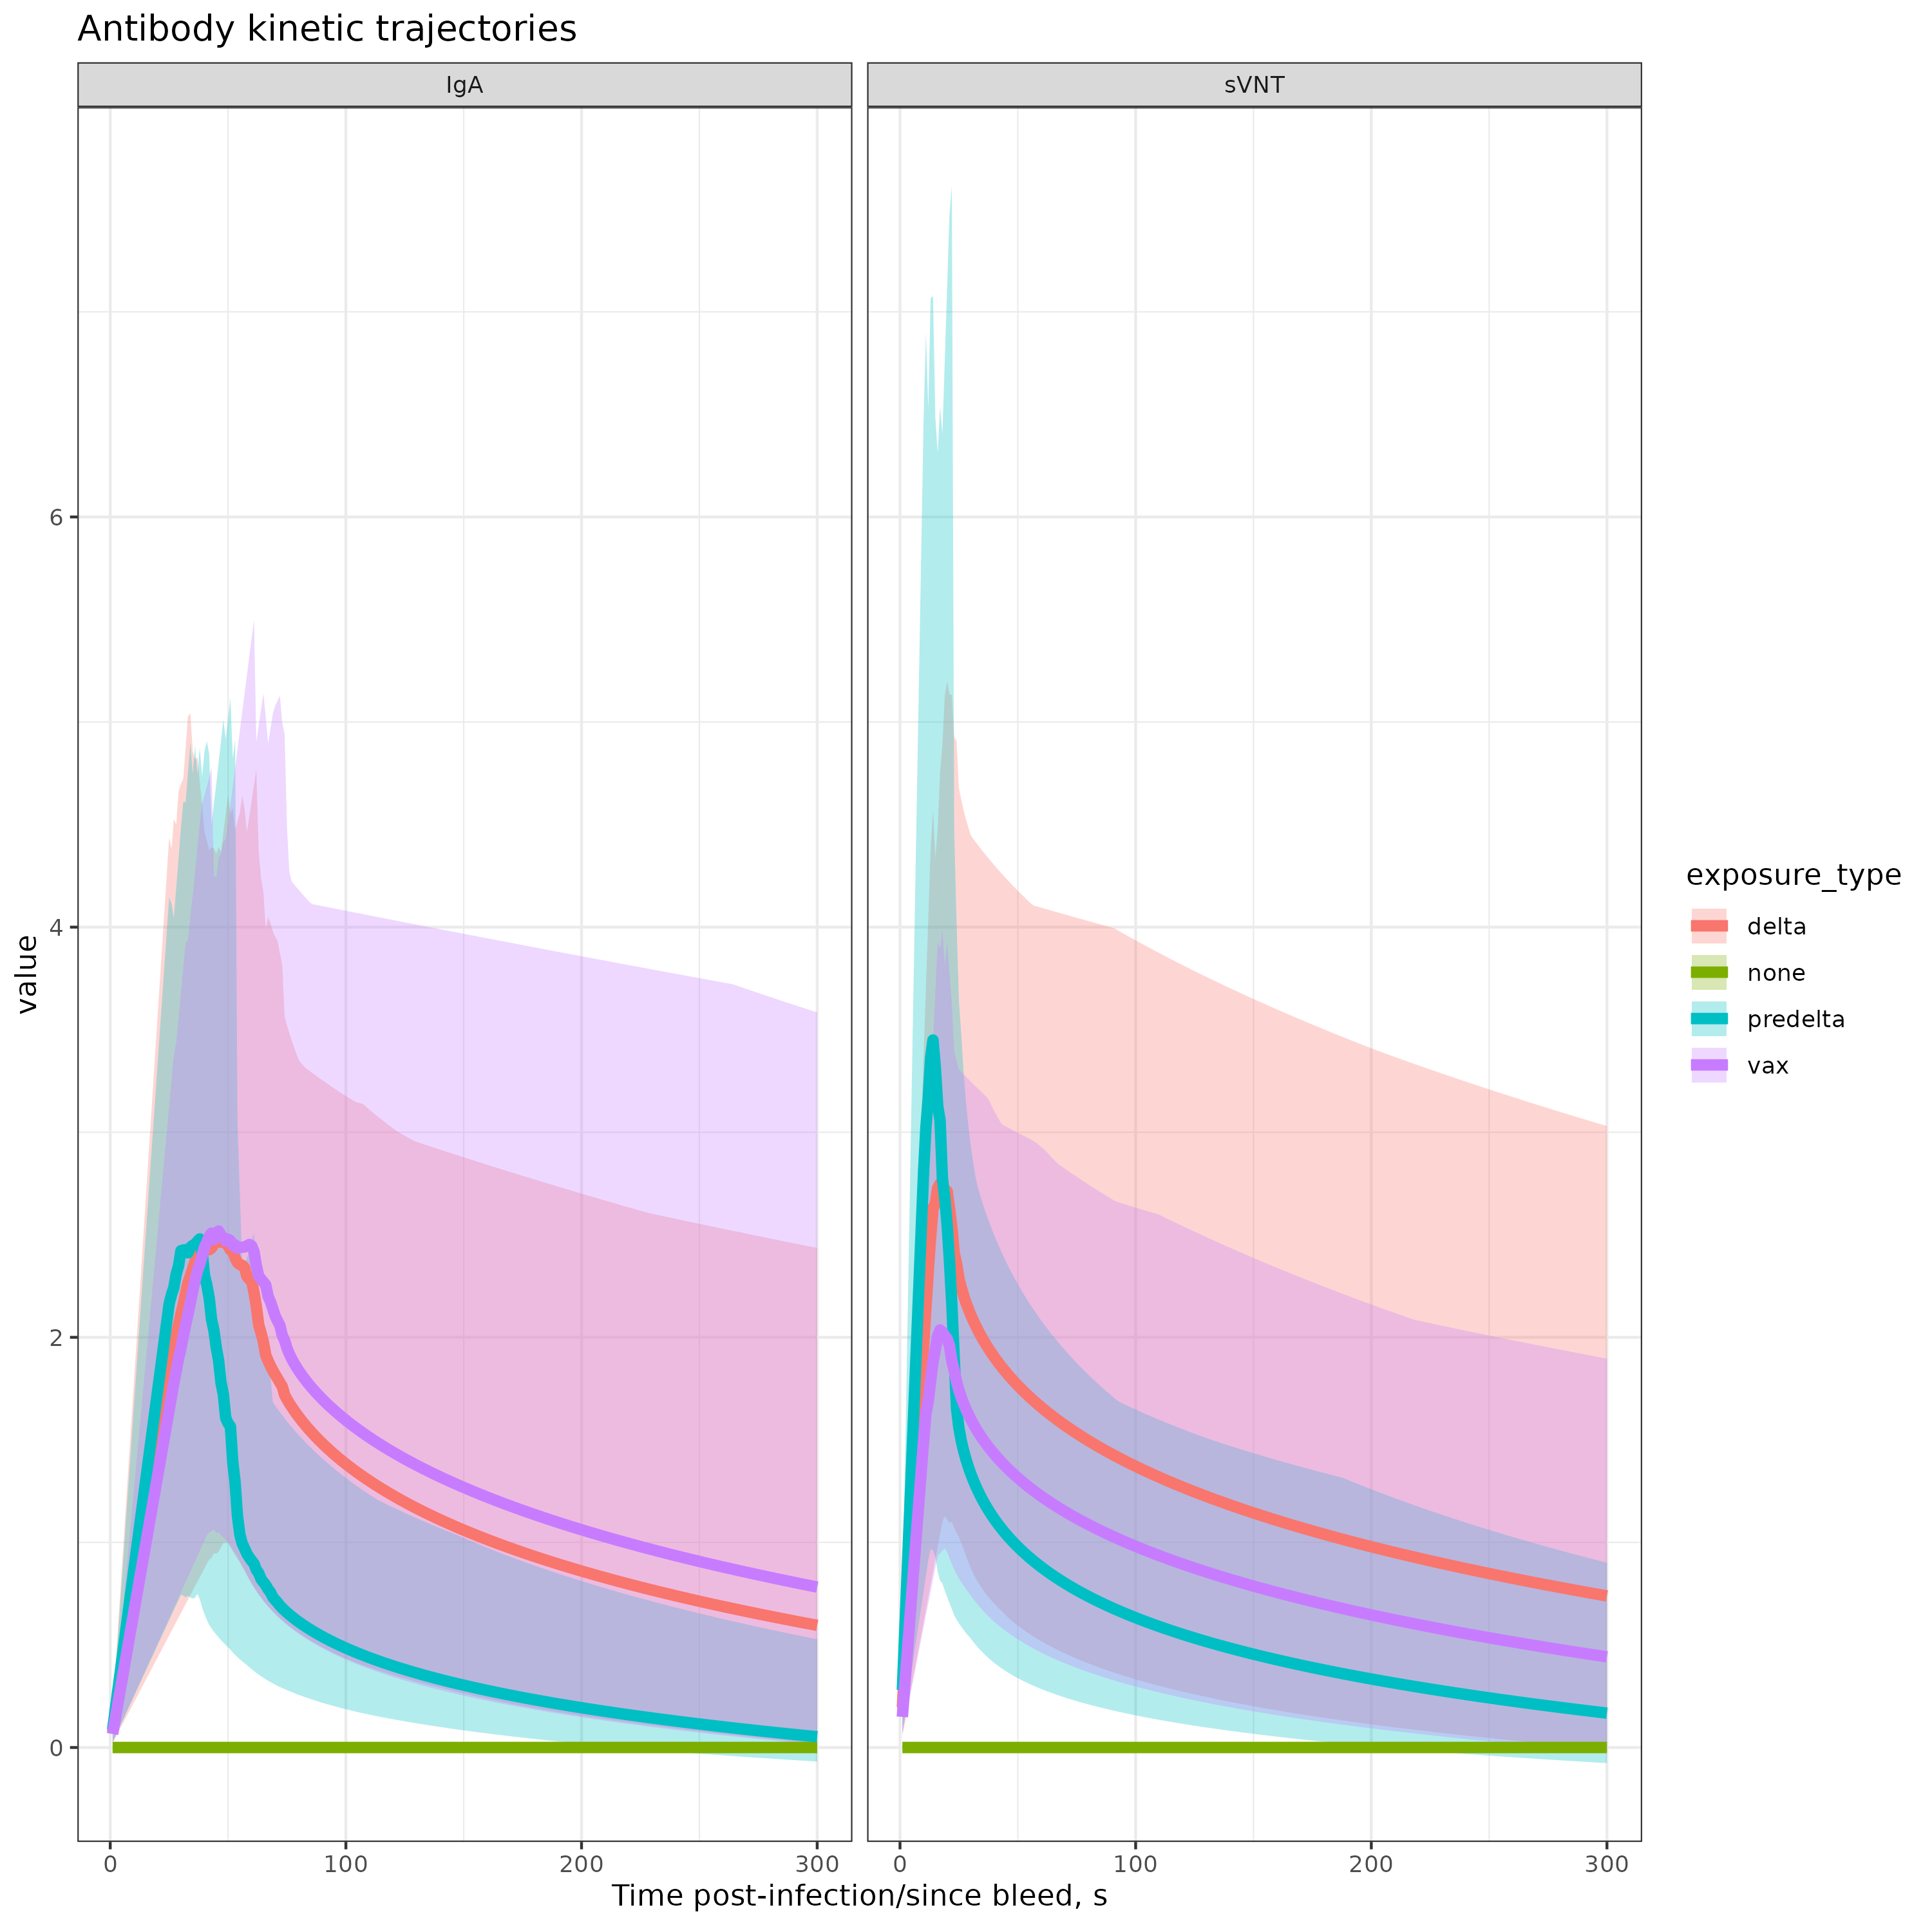 Antibody kinetic trajectories
IgA
sVNT
value
6
4
2
0
0 100 200 300
0 100 200 300
Time post-infection/since bleed, s
exposure_type
delta
none
predelta
vax